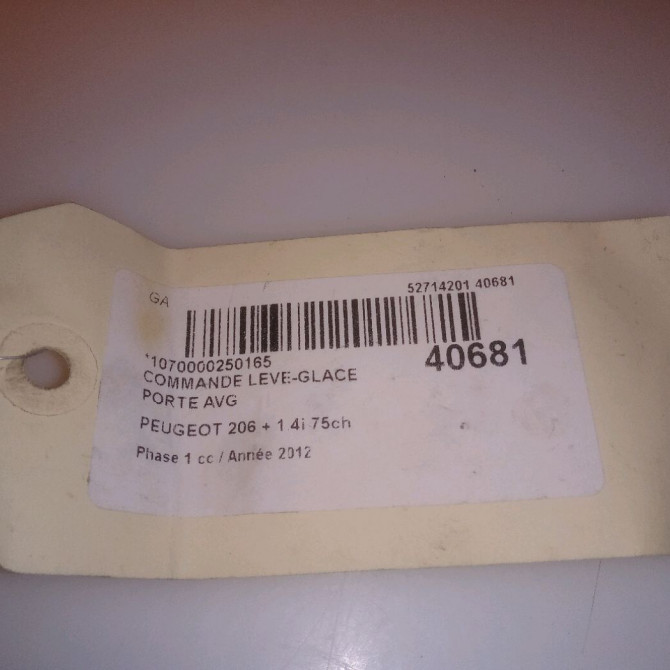 GA
52714201 40681
*1070000250165
40681
COMMANDE LEVE-GLACE
PORTE AVG
PEUGEOT 206 + 1 4i 75ch
Phase 1 cc / Année 2012